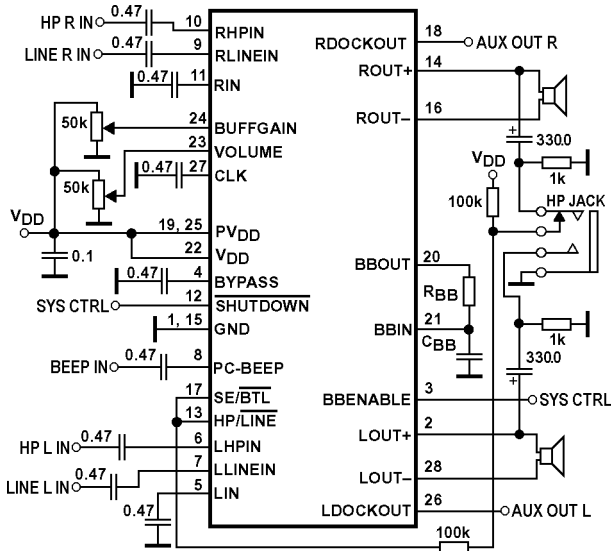 HP R IN 0.47 10 RHPIN
LINE R IN 0.47 9 RLINEIN
0.47 11 RIN
RDOCKOUT 18 AUX OUT R
ROUT+ 14
ROUT– 16
50k 24 BUFFGAIN
23 VOLUME
0.47 27 CLK
50k
330.0
VDD
1k
100k
HP JACK
VDD 19, 25 PVDD
0.1
22 VDD
0.47 4 BYPASS
SYS CTRL 12 SHUTDOWN
1, 15 GND
BBOUT 20
RBB
BBIN 21
CBB
1k
330.0
BEEP IN 0.47 8 PC-BEEP
17 SE/BTL
13 HP/LINE
BBENABLE 3 SYS CTRL
LOUT+ 2
HP L IN 0.47 6 LHPIN
LINE L IN 0.47 7 LLINEIN
0.47 5 LIN
LOUT– 28
LDOCKOUT 26 AUX OUT L
100k